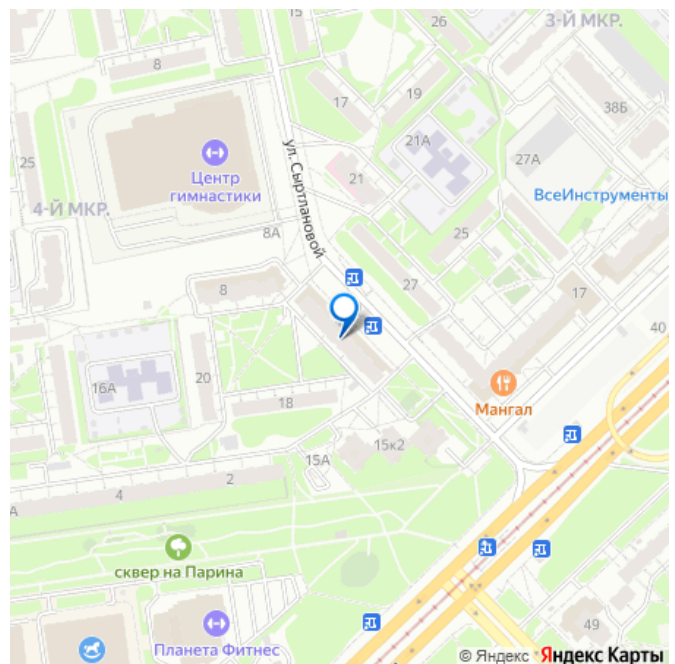 15
26
3-Й МКР.
8
17
19
38Б
21А
ул. Сыртлановой
27А
25
Центр
гимнастики
21
ВсеИнструменты
4-Й МКР.
8А
25
27
8
17
40
20
16А
18
Мангал
15к2
15А
2
4
А
сквер на Парина
49
Планета Фитнес
© Яндекс Яндекс Карты